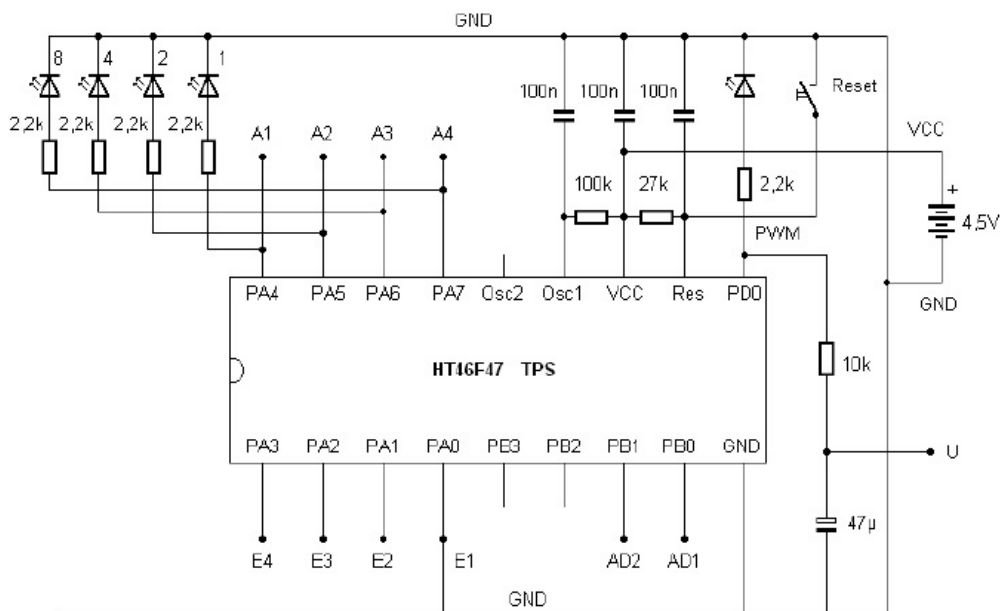 GND
8 4 2 1
100n 100n 100n Reset
2,2k 2,2k 2,2k 2,2k A1 A2 A3 A4 VCC
100k 27k 2,2k +
4,5V
PWM
PA4 PA5 PA6 PA7 Osc2 Osc1 VCC Res PD0 GND
HT46F47 TPS 10k
PA3 PA2 PA1 PA0 PE3 PB2 PB1 PB0 GND U
47µ
E4 E3 E2 E1 AD2 AD1
GND